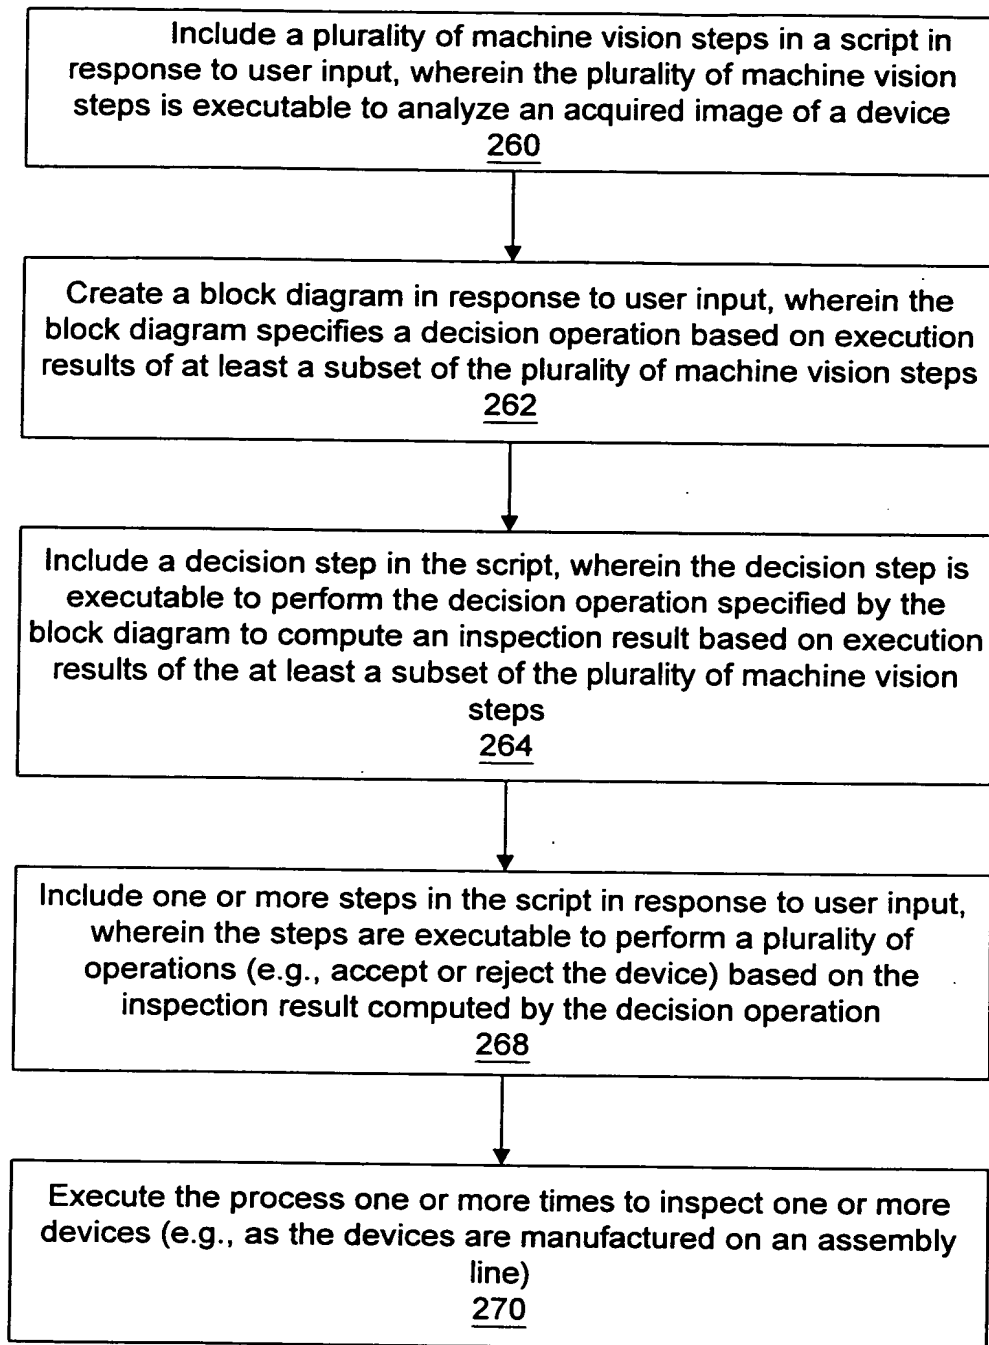 Include a plurality of machine vision steps in a script in
response to user input, wherein the plurality of machine vision
steps is executable to analyze an acquired image of a device
260
Create a block diagram in response to user input, wherein the
block diagram specifies a decision operation based on execution
results of at least a subset of the plurality of machine vision steps
262
Include a decision step in the script, wherein the decision step is
executable to perform the decision operation specified by the
block diagram to compute an inspection result based on execution
results of the at least a subset of the plurality of machine vision
steps
264
Include one or more steps in the script in response to user input,
wherein the steps are executable to perform a plurality of
operations (e.g., accept or reject the device) based on the
inspection result computed by the decision operation
268
Execute the process one or more times to inspect one or more
devices (e.g., as the devices are manufactured on an assembly
line)
270